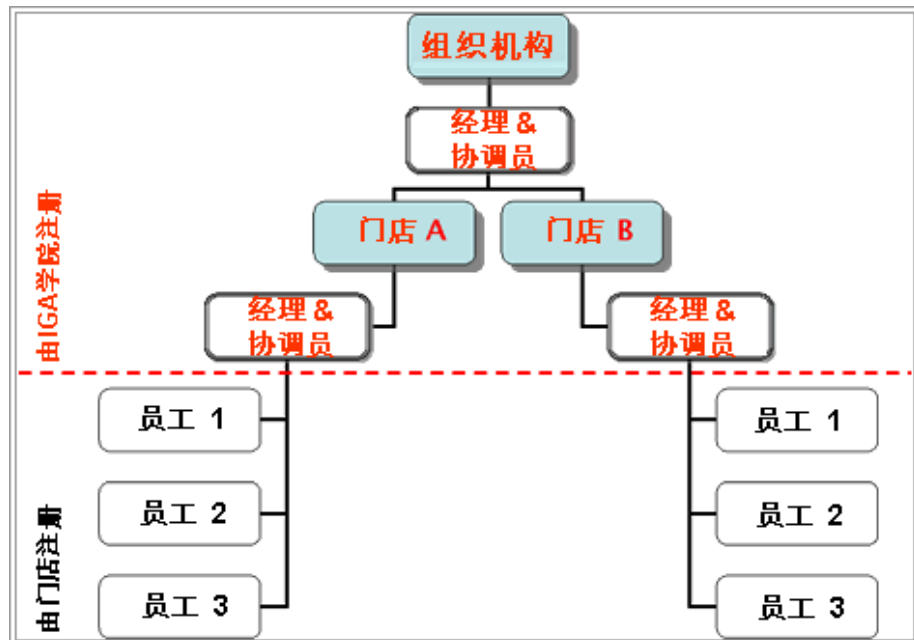 组织机构
经理 &
协调员
门店 A
门店 B
经理 &
协调员
经理 &
协调员
由IGA学院注册
员工 1
员工 1
员工 2
员工 2
员工 3
员工 3
由门店注册